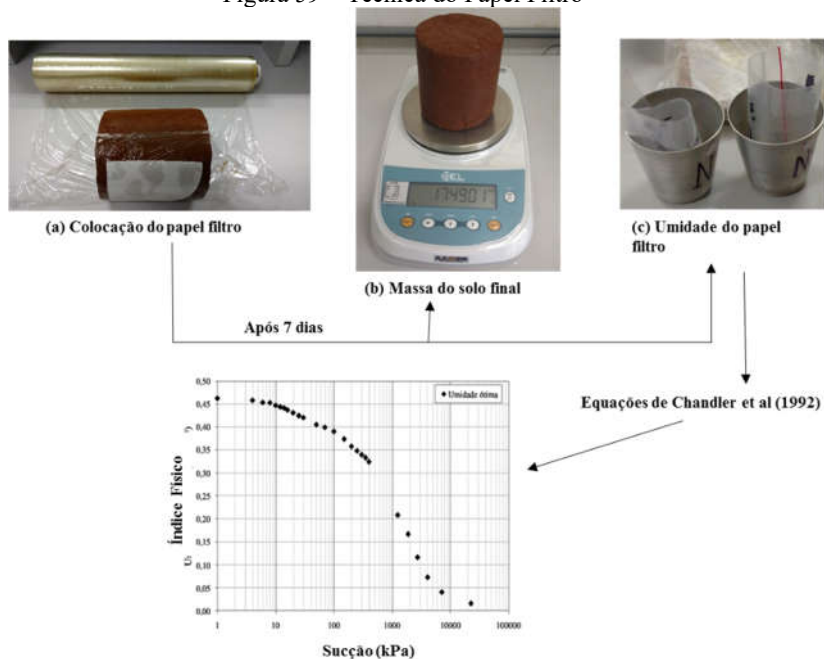 Figura 39 – Técnica do Papel Filtro
(a) Colocação do papel filtro
174901
(b) Massa do solo final
(c) Umidade do papel
filtro
Após 7 dias
Equações de Chandler et al (1992)
Umidade ótima
0,50
0,45
0,40
0,35
0,30
0,25
0,20
0,15
0,10
0,05
0,00
Índice Físico
1
10
100
1000
10000
100000
Sucção (kPa)